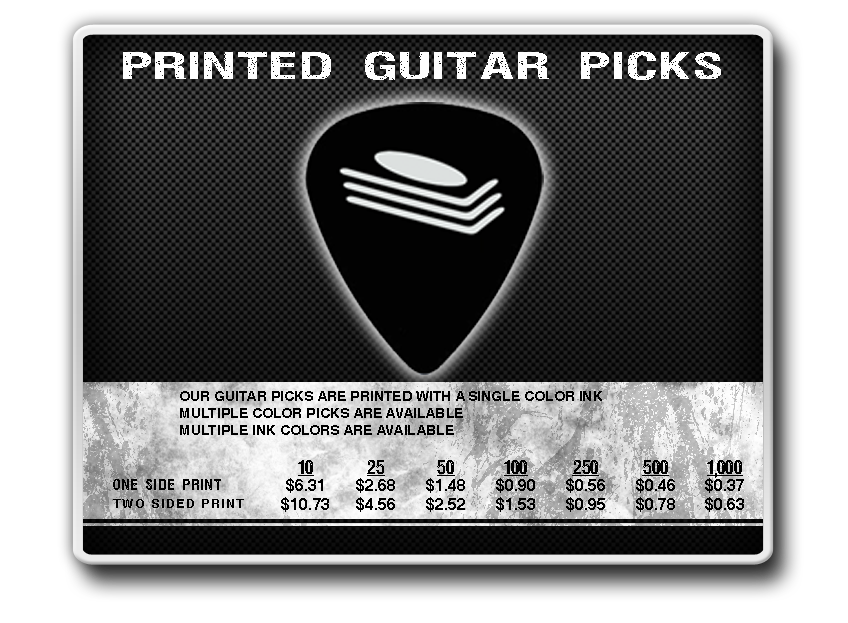 PRINTED GUITAR PICKS
OUR GUITAR PICKS ARE PRINTED WITH A SINGLE COLOR INK
MULTIPLE COLOR PICKS ARE AVAILABLE
MULTIPLE INK COLORS ARE AVAILABLE
10 25 50 100 250 500 1,000
ONE SIDE PRINT $6.31 $2.68 $1.48 $0.90 $0.56 $0.46 $0.37
TWO SIDED PRINT $10.73 $4.56 $2.52 $1.53 $0.95 $0.78 $0.63